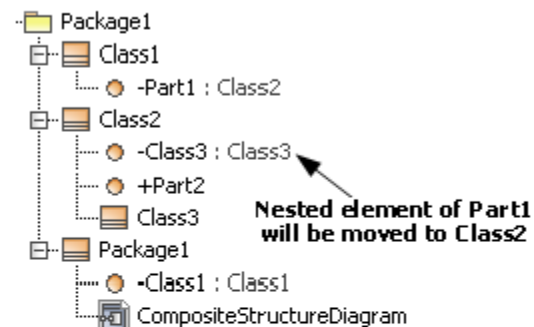 Package1
Class1
-Part1 : Class2
Class2
-Class3 : Class3
+Part2
Class3
Nested element of Part1
will be moved to Class2
Package1
-Class1 : Class1
CompositeStructureDiagram